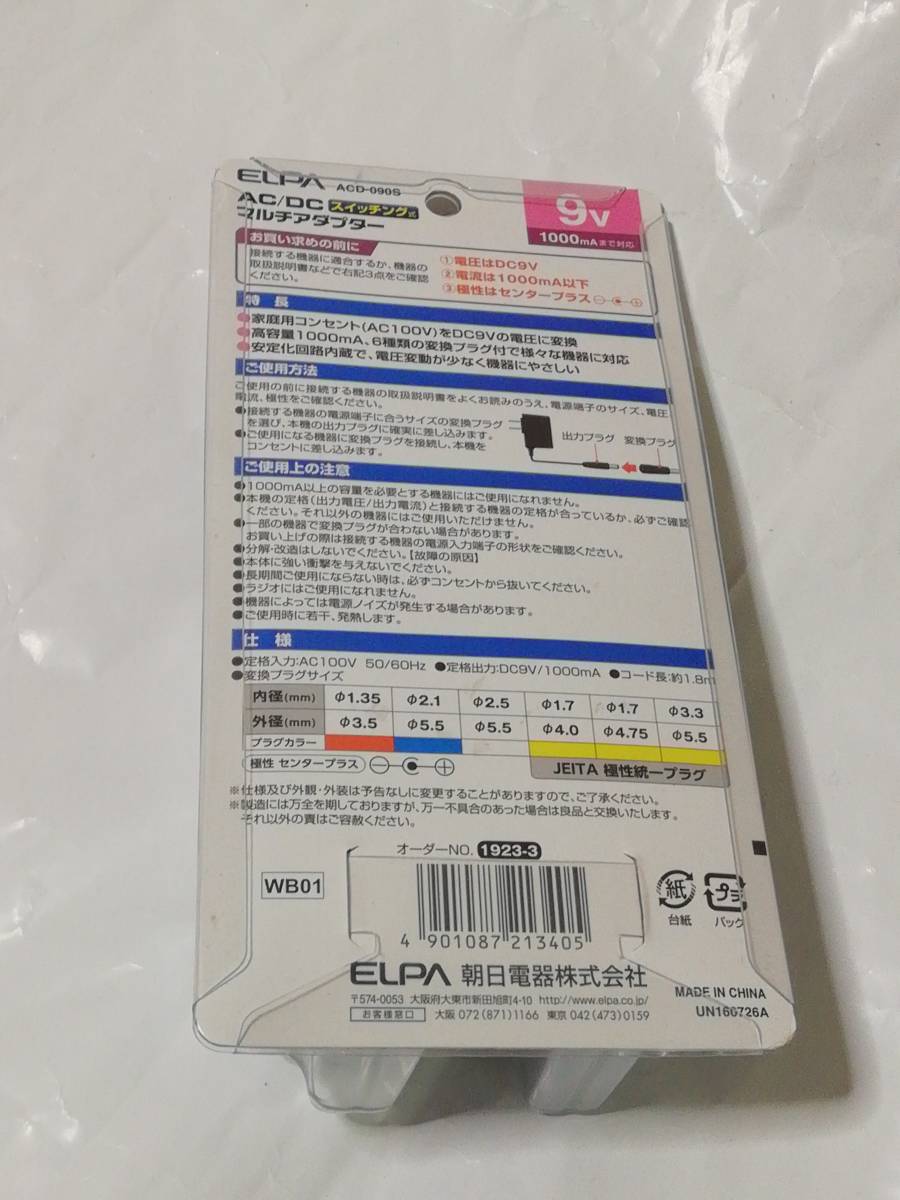 ELPA ACD-090S
AC/DC スイッチング式
マルチアダプター
9V
1000mAまで対応
お買い求めの前に
接続する機器に適合するか、機器の
取扱説明書などで右記3点をご確認
ください。
①電圧はDC9V
②電流は1000mA以下
③極性はセンタープラス
特長
●家庭用コンセント(AC100V)をDC9Vの電圧に変換
●高容量1000mA、6種類の変換プラグ付で様々な機器に対応
●安定化回路内蔵で、電圧変動が少なく機器にやさしい
ご使用方法
ご使用の前に接続する機器の取扱説明書をよくお読みのうえ、電源端子のサイズ、電圧
電流、極性をご確認ください。
●接続する機器の電源端子に合うサイズの変換プラグ
を選び、本機の出力プラグに確実に差し込みます。
●ご使用になる機器に変換プラグを接続し、本機を
コンセントに差し込みます。
出力プラグ 変換プラグ
ご使用上の注意
●1000mA以上の容量を必要とする機器にはご使用になれません。
●本機の定格(出力電圧/出力電流)と接続する機器の定格が合っているか、必ずご確認
ください。それ以外の機器にはご使用いただけません。
●一部の機器で変換プラグが合わない場合があります。
お買い上げの際は接続する機器の電源入力端子の形状をご確認ください。
●分解・改造はしないでください。【故障の原因】
●本体に強い衝撃を与えないでください。
●長期間ご使用にならない時は、必ずコンセントから抜いてください。
●ラジオにはご使用になれません。
●機器によっては電源ノイズが発生する場合があります。
●ご使用時に若干、発熱します。
仕様
●定格入力:AC100V 50/60Hz ●定格出力:DC9V/1000mA ●コード長:約1.8m
●変換プラグサイズ
内径(mm) φ1.35 φ2.1 φ2.5 φ1.7 φ1.7 φ3.3
外径(mm) φ3.5 φ5.5 φ5.5 φ4.0 φ4.75 φ5.5
プラグカラー
極性 センタープラス
JEITA 極性統一プラグ
※仕様及び外観・外装は予告なしに変更することがありますので、ご了承ください。
※製造には万全を期しておりますが、万一不具合のあった場合は良品と交換いたします。
それ以外の責はご容赦ください。
オーダーNO. 1923-3
WB01
4 901087 213405
紙
台紙
プラ
パック
ELPA 朝日電器株式会社
〒574-0053 大阪府大東市新田旭町4-10 http://www.elpa.co.jp/
お客様窓口 大阪 072(871)1166 東京 042(473)0159
MADE IN CHINA
UN160726A